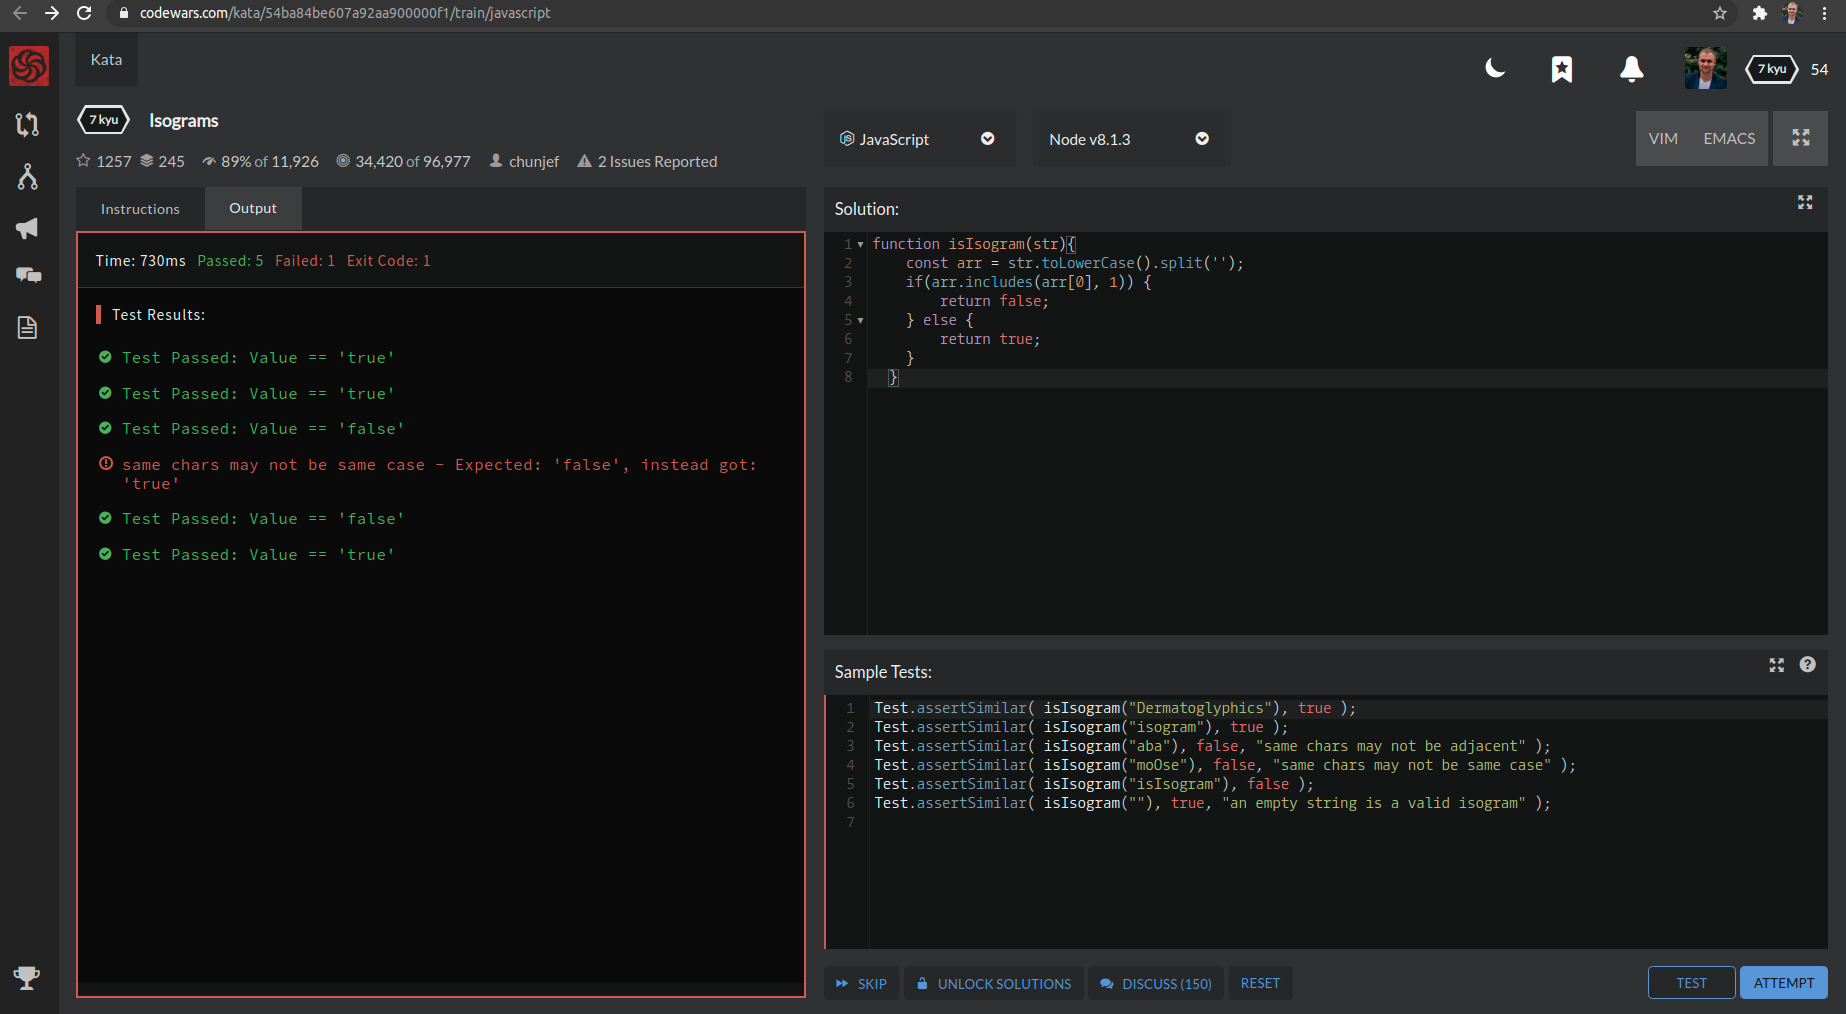 codewars.com/kata/54ba84be607a92aa900000f1/train/javascript
Kata
7 kyu 54
7 kyu Isograms
1257 245 89% of 11,926 34,420 of 96,977 chunjef 2 Issues Reported
JavaScript
Node v8.1.3
VIM EMACS
Instructions Output
Time: 730ms Passed: 5 Failed: 1 Exit Code: 1
Test Results:
Test Passed: Value == 'true'
Test Passed: Value == 'true'
Test Passed: Value == 'false'
same chars may not be same case - Expected: 'false', instead got:
'true'
Test Passed: Value == 'false'
Test Passed: Value == 'true'
Solution:
1 function isIsogram(str){
2 const arr = str.toLowerCase().split('');
3 if(arr.includes(arr[0], 1)) {
4 return false;
5 } else {
6 return true;
7 }
8 }
Sample Tests:
1 Test.assertSimilar( isIsogram("Dermatoglyphics"), true );
2 Test.assertSimilar( isIsogram("isogram"), true );
3 Test.assertSimilar( isIsogram("aba"), false, "same chars may not be adjacent" );
4 Test.assertSimilar( isIsogram("moOse"), false, "same chars may not be same case" );
5 Test.assertSimilar( isIsogram("isIsogram"), false );
6 Test.assertSimilar( isIsogram(""), true, "an empty string is a valid isogram" );
7
SKIP UNLOCK SOLUTIONS DISCUSS (150) RESET TEST ATTEMPT